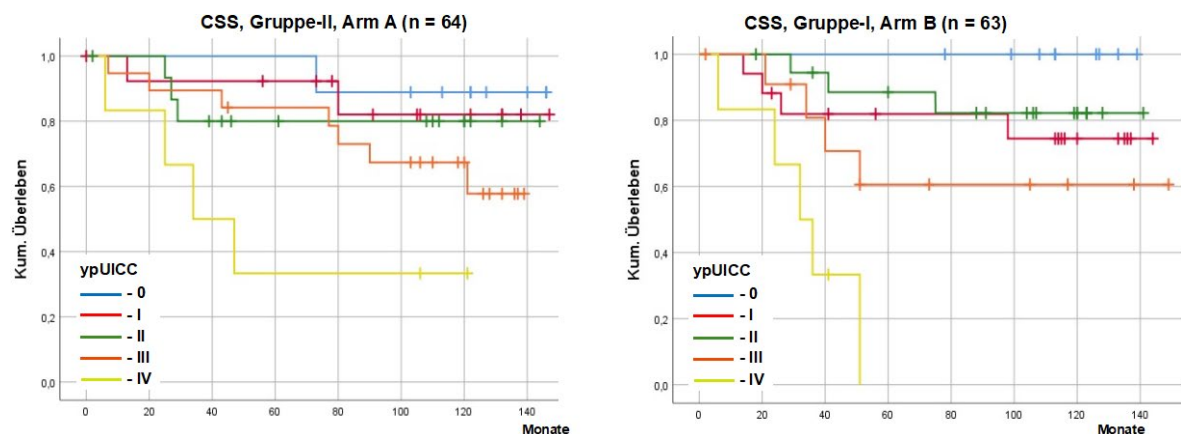 CSS, Gruppe-II, Arm A (n = 64)
Kum. Überleben
1,0
0,8
0,6
0,4
0,2
0,0
ypUICC
- 0
- I
- II
- III
- IV
0 20 40 60 80 100 120 140
Monate
CSS, Gruppe-I, Arm B (n = 63)
Kum. Überleben
1,0
0,8
0,6
0,4
0,2
0,0
ypUICC
- 0
- I
- II
- III
- IV
0 20 40 60 80 100 120 140
Monate